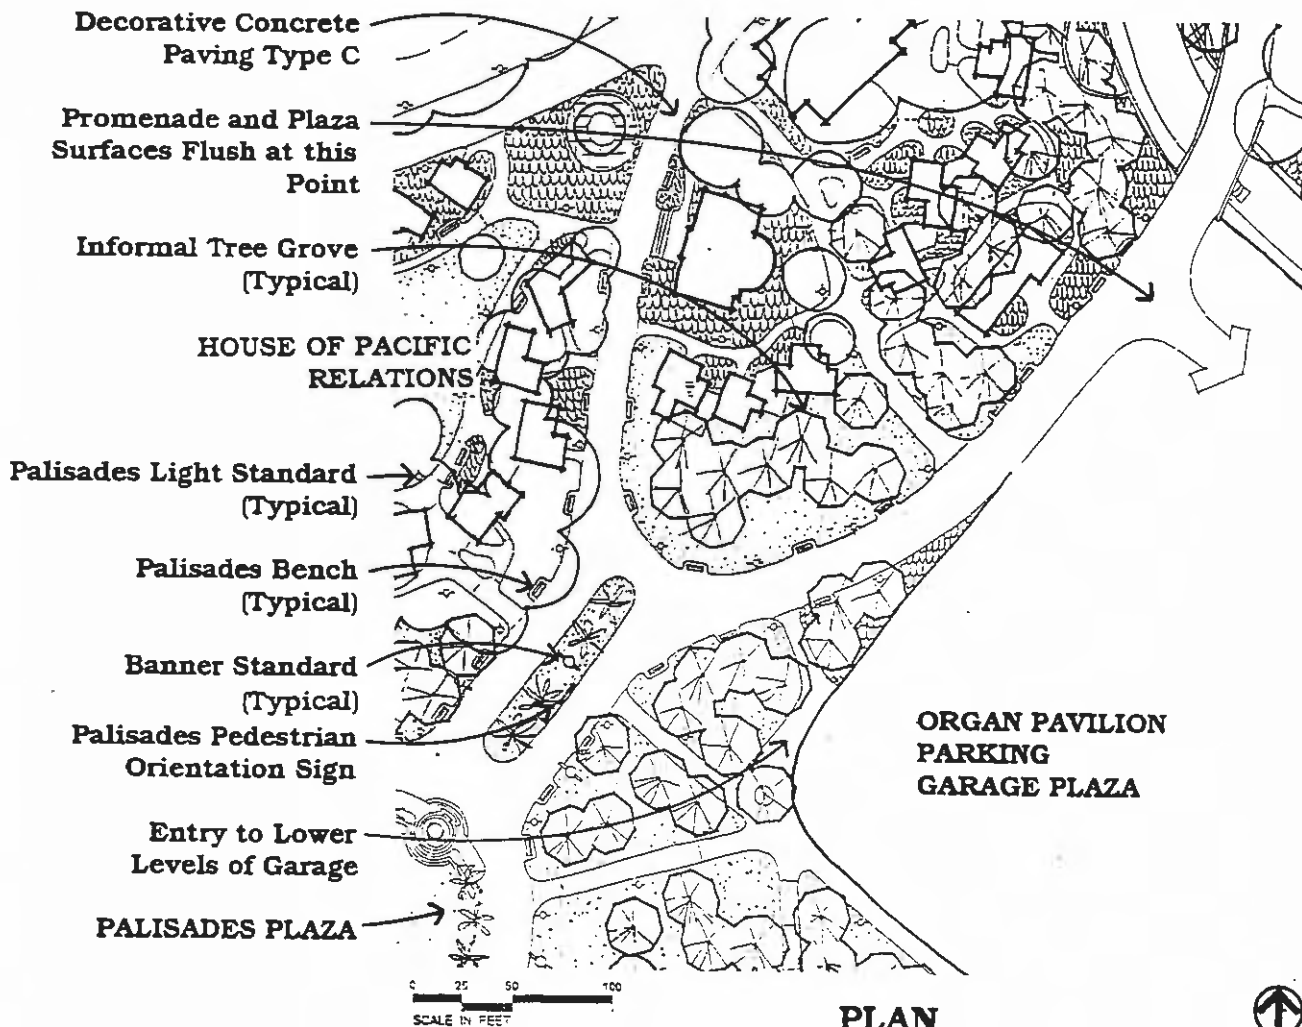 Decorative Concrete
Paving Type C
Promenade and Plaza
Surfaces Flush at this
Point
Informal Tree Grove
(Typical)
HOUSE OF PACIFIC
RELATIONS
Palisades Light Standard
(Typical)
Palisades Bench
(Typical)
Banner Standard
(Typical)
Palisades Pedestrian
Orientation Sign
Entry to Lower
Levels of Garage
PALISADES PLAZA
ORGAN PAVILION
PARKING
GARAGE PLAZA
0 25 50 100
SCALE IN FEET
PLAN